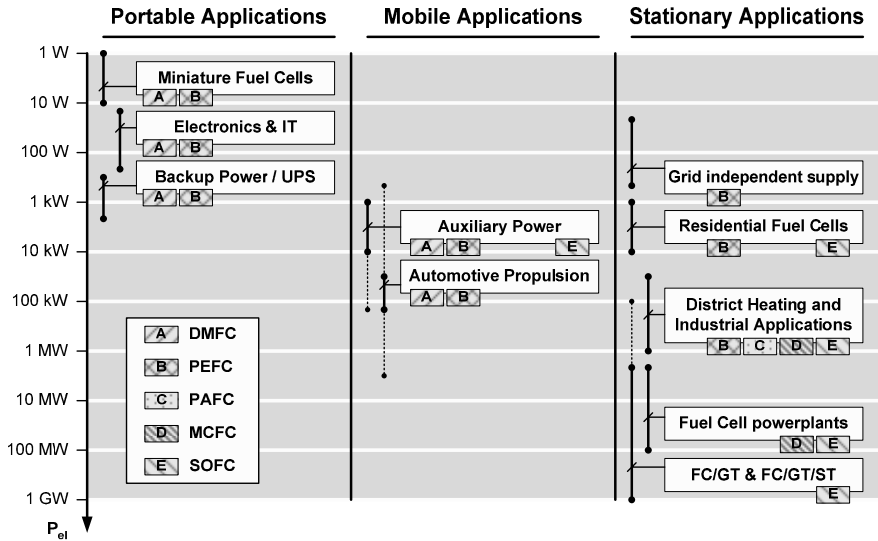 Portable Applications
Mobile Applications
Stationary Applications
1 W
10 W
100 W
1 kW
10 kW
100 kW
1 MW
10 MW
100 MW
1 GW
Pel
Miniature Fuel Cells
A B
Electronics & IT
A B
Backup Power / UPS
A B
A DMFC
B PEFC
C PAFC
D MCFC
E SOFC
Auxiliary Power
A B E
Automotive Propulsion
A B
Grid independent supply
B
Residential Fuel Cells
B E
District Heating and
Industrial Applications
B C D E
Fuel Cell powerplants
D E
FC/GT & FC/GT/ST
E